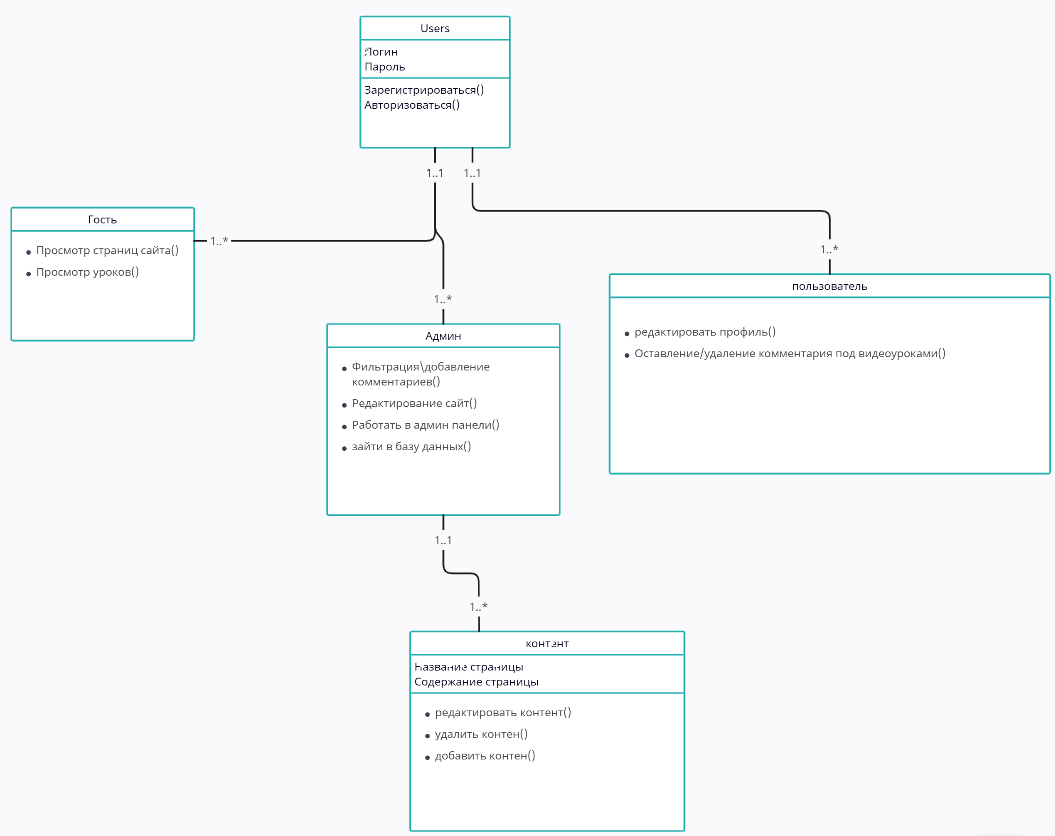 Users
Логин
Пароль
Зарегистрироваться()
Авторизоваться()
1..1
1..1
Гость
Просмотр страниц сайта()
Просмотр уроков()
1..*
1..*
1..*
пользователь
редактировать профиль()
Оставление/удаление комментария под видеоуроками()
Админ
Фильтрация\добавление
комментариев()
Редактирование сайт()
Работать в админ панели()
зайти в базу данных()
1..1
1..*
контент
Название страницы
Содержание страницы
редактировать контент()
удалить контен()
добавить контен()